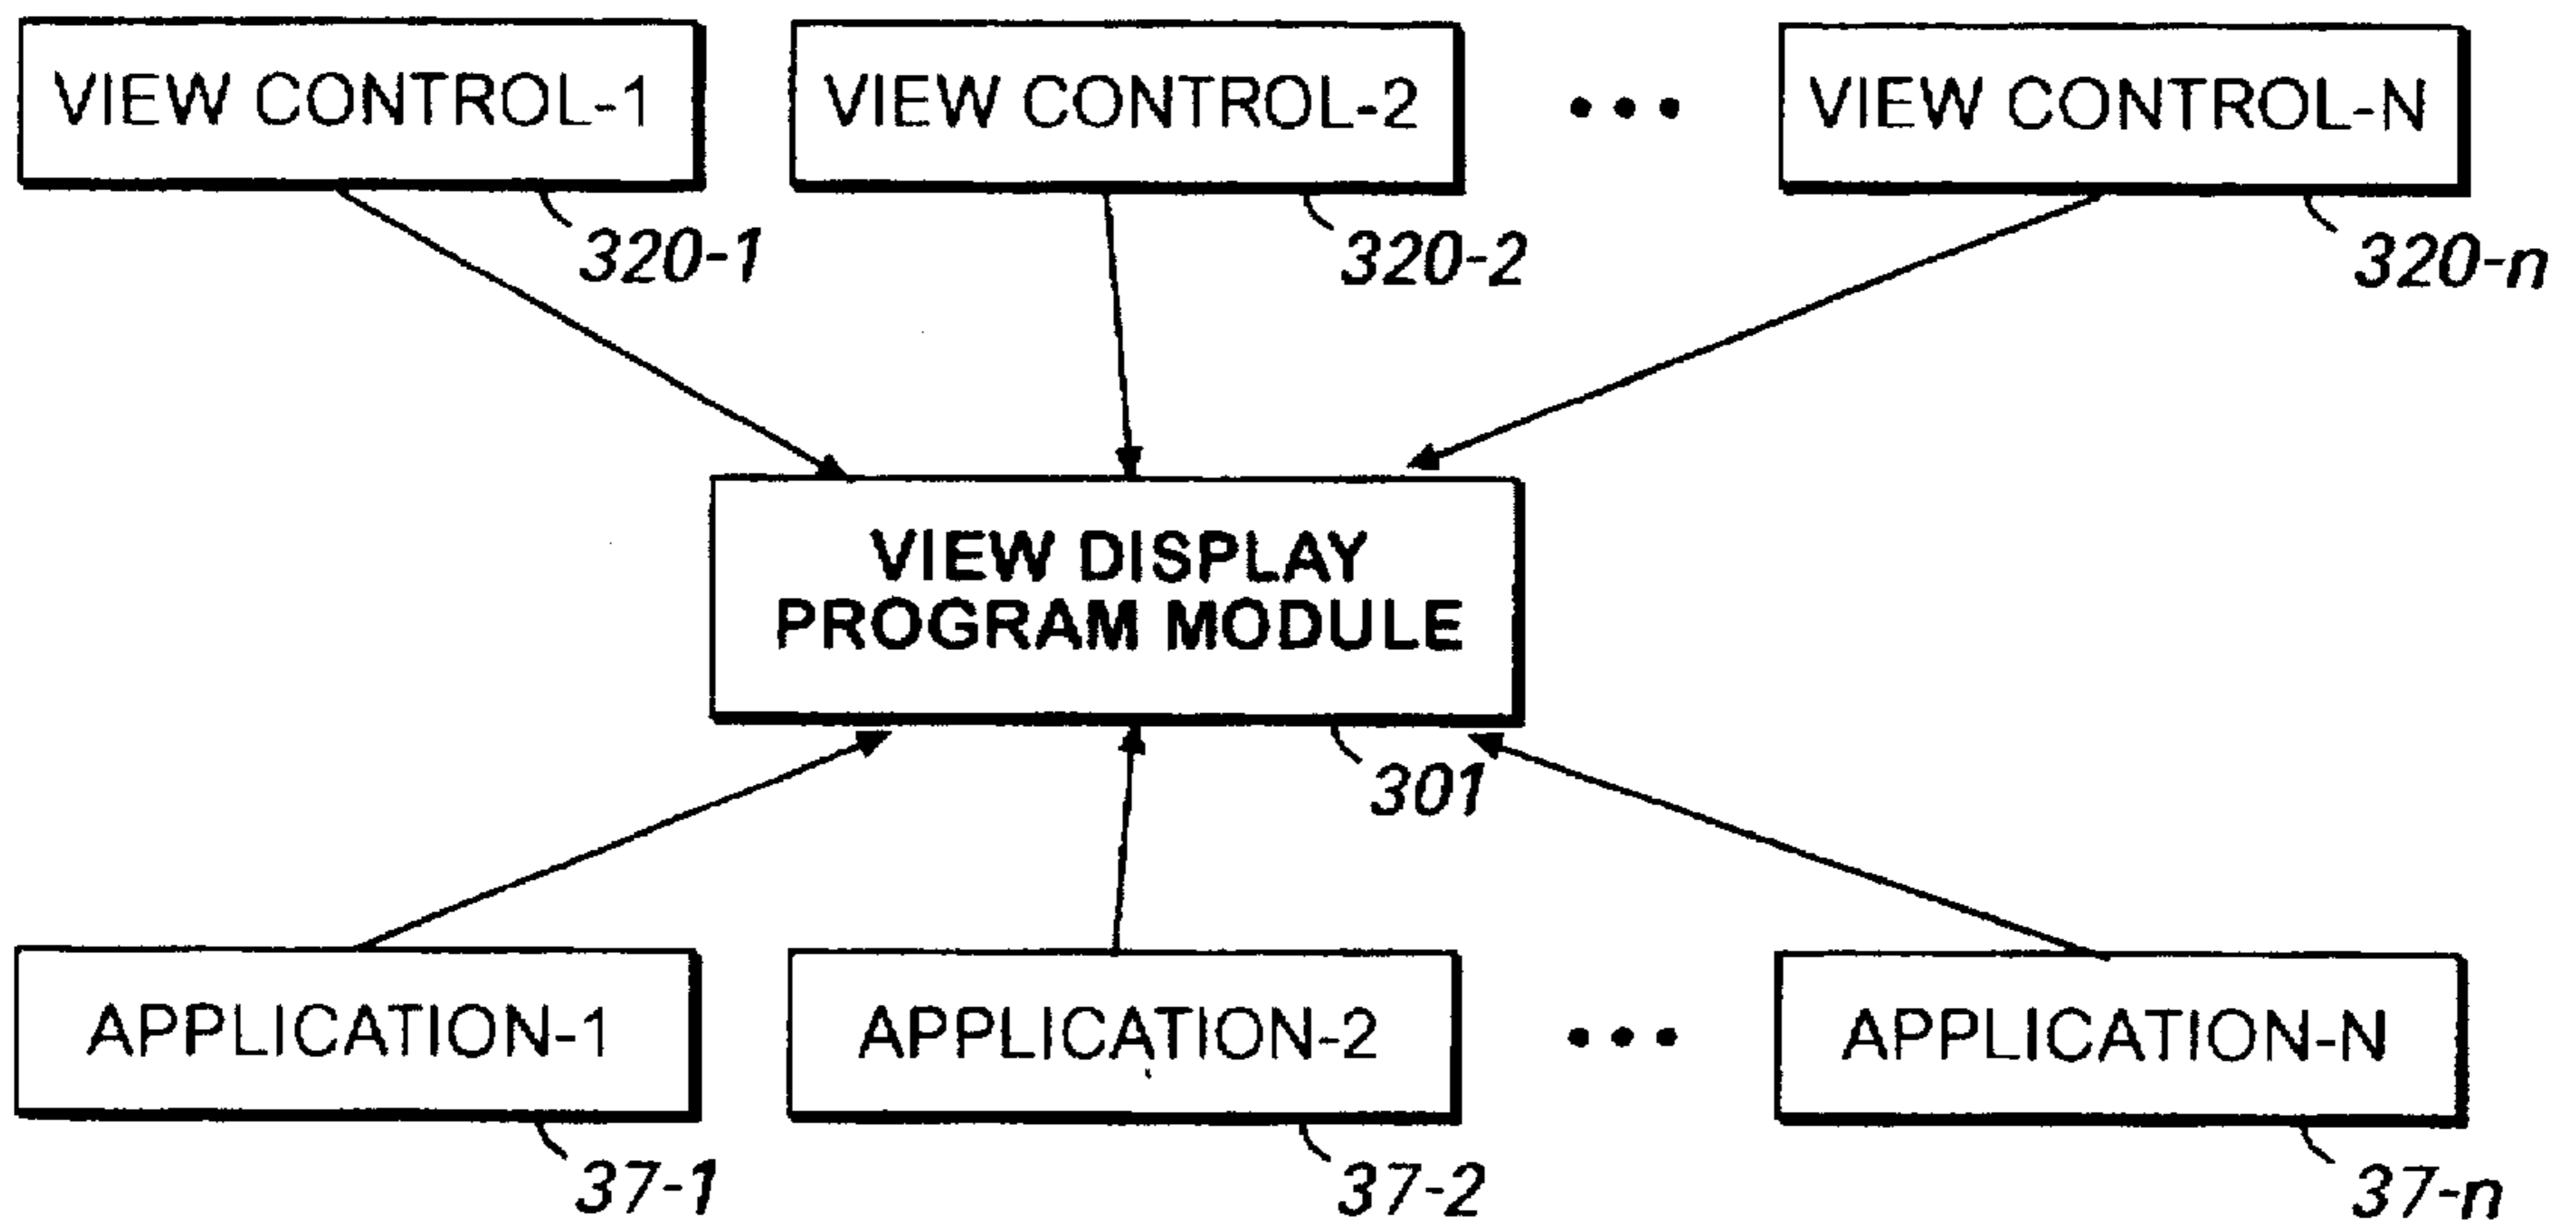 VIEW CONTROL-1
VIEW CONTROL-2
VIEW CONTROL-N
320-1
320-2
320-n
VIEW DISPLAY
PROGRAM MODULE
301
APPLICATION-1
APPLICATION-2
APPLICATION-N
37-1
37-2
37-n